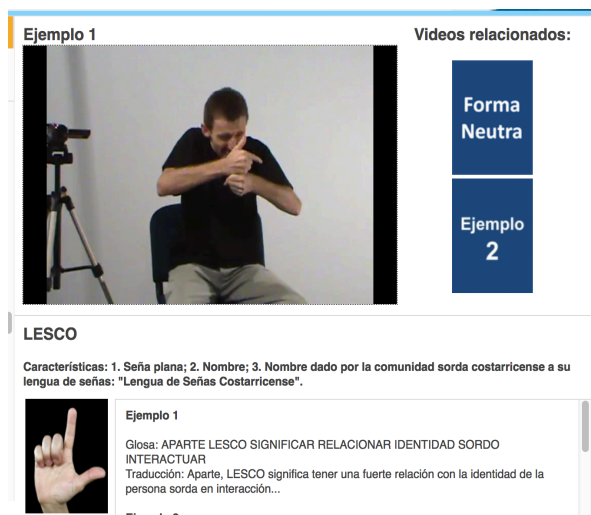 Ejemplo 1
Videos relacionados:
Forma
Neutra
Ejemplo
2
LESCO
Características: 1. Seña plana; 2. Nombre; 3. Nombre dado por la comunidad sorda costarricense a su
lengua de señas: "Lengua de Señas Costarricense".
Ejemplo 1
Glosa: APARTE LESCO SIGNIFICAR RELACIONAR IDENTIDAD SORDO
INTERACTUAR
Traducción: Aparte, LESCO significa tener una fuerte relación con la identidad de la
persona sorda en interacción...